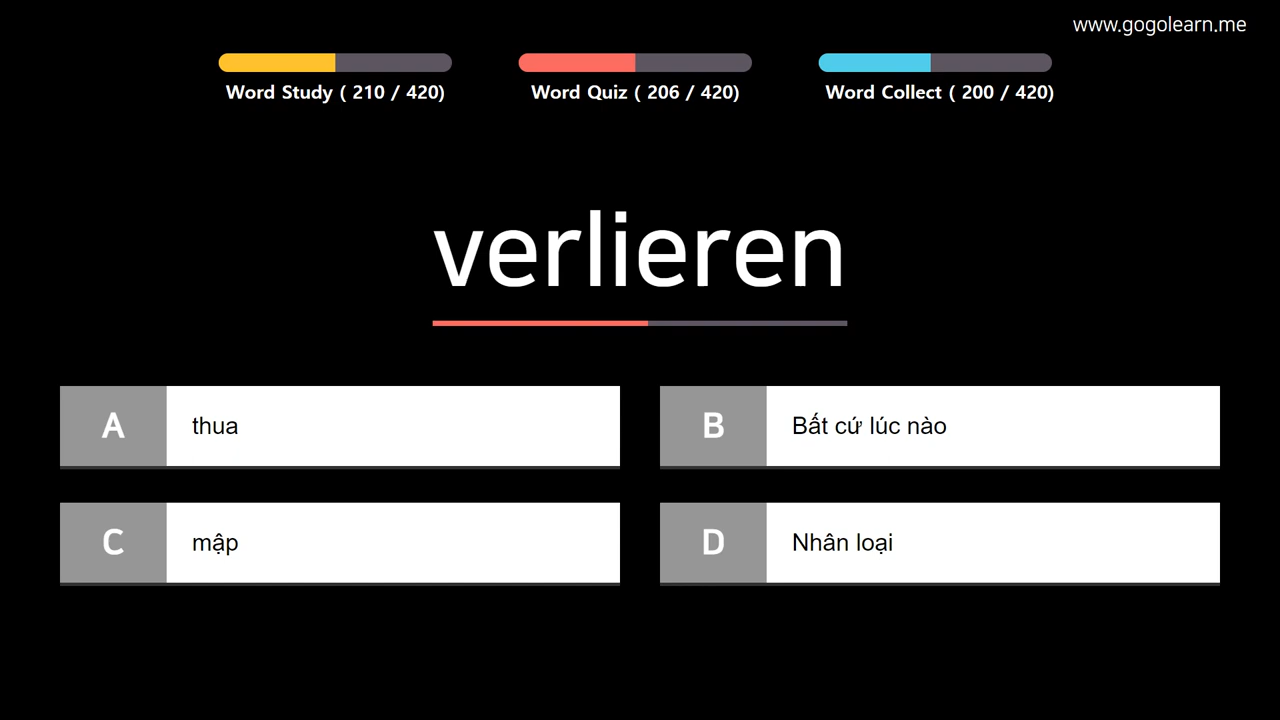 www.gogolearn.me
Word Study ( 210 / 420)
Word Quiz ( 206 / 420)
Word Collect ( 200 / 420)
verlieren
A
thua
B
Bất cứ lúc nào
C
mập
D
Nhân loại